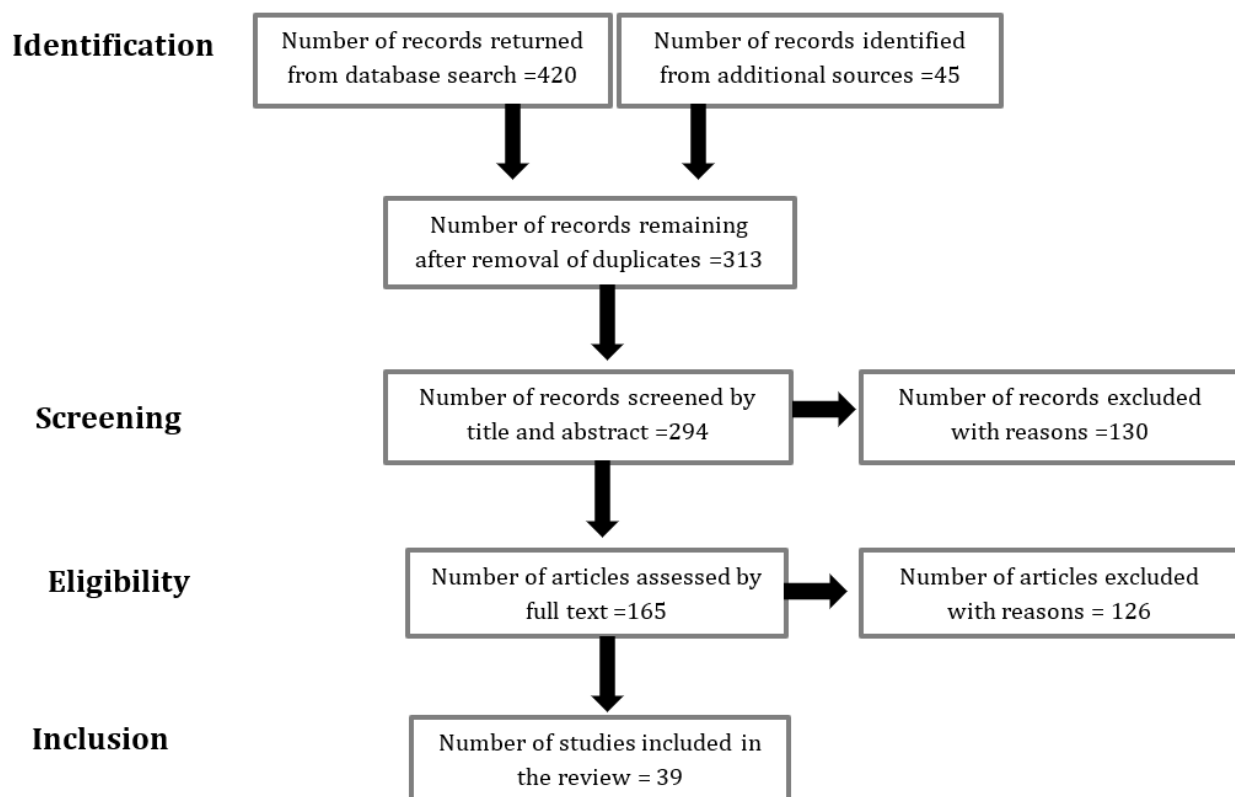 Identification
Number of records returned
from database search =420
Number of records identified
from additional sources =45
Number of records remaining
after removal of duplicates =313
Screening
Number of records screened by
title and abstract =294
Number of records excluded
with reasons =130
Eligibility
Number of articles assessed by
full text =165
Number of articles excluded
with reasons = 126
Inclusion
Number of studies included in
the review = 39